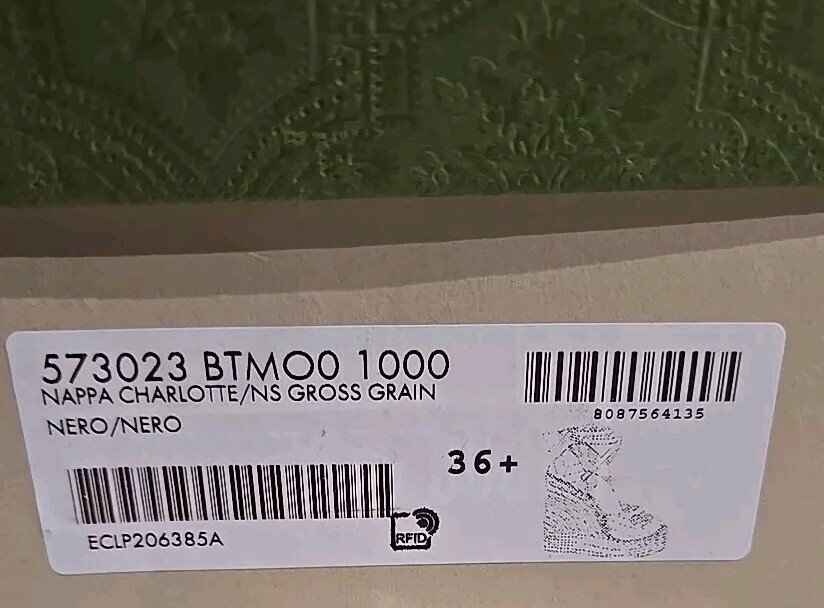 573023 BTMO0 1000
NAPPA CHARLOTTE/NS GROSS GRAIN
NERO/NERO
8087564135
36+
ECLP206385A
RFID